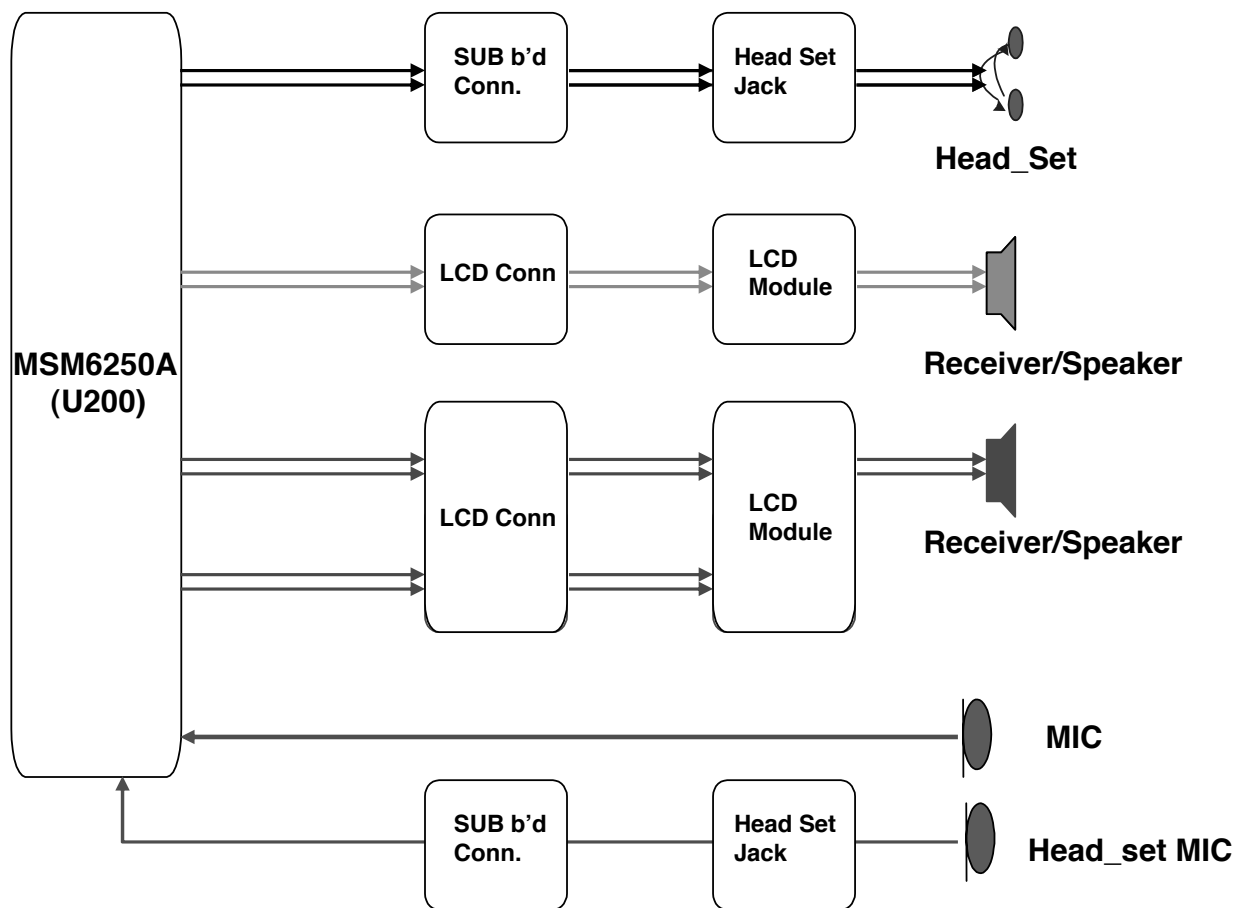 SUB b’d
Conn.
Head Set
Jack
Head_Set
LCD Conn
LCD
Module
Receiver/Speaker
MSM6250A
(U200)
LCD Conn
LCD
Module
Receiver/Speaker
MIC
SUB b’d
Conn.
Head Set
Jack
Head_set MIC